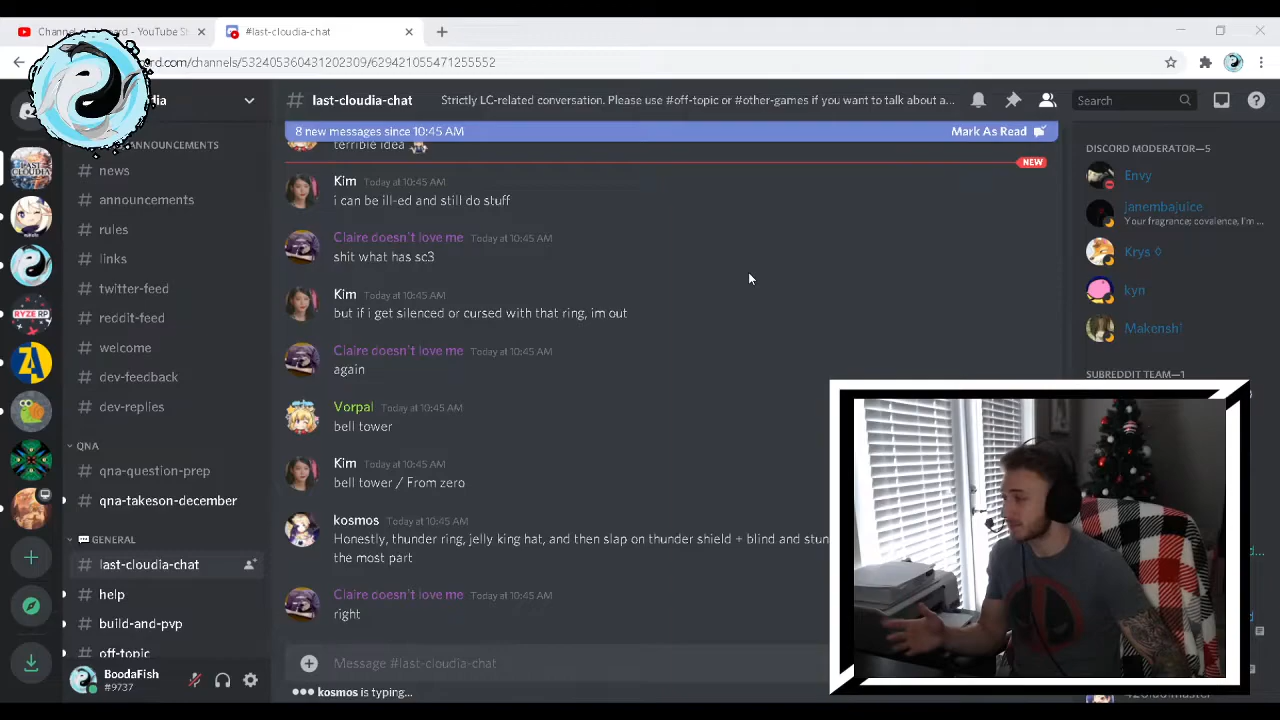 #last-cloudia-chat
.com/channels/532405360431202309/629421055471255552
last-cloudia-chat
Strictly LC-related conversation. Please use #off-topic or #other-games if you want to talk about a...
Search
8 new messages since 10:45 AM
Mark As Read
terrible idea
NEW
ANNOUNCEMENTS
news
announcements
rules
links
twitter-feed
reddit-feed
welcome
dev-feedback
dev-replies
QNA
qna-question-prep
qna-takeson-december
GENERAL
last-cloudia-chat
help
build-and-pvp
off-topic
BoodaFish
#9737
RYZE RP
Kim Today at 10:45 AM
i can be ill-ed and still do stuff
Claire doesn't love me Today at 10:45 AM
shit what has sc3
Kim Today at 10:45 AM
but if i get silenced or cursed with that ring, im out
Claire doesn't love me Today at 10:45 AM
again
Vorpal Today at 10:45 AM
bell tower
Kim Today at 10:45 AM
bell tower / From zero
kosmos Today at 10:45 AM
Honestly, thunder ring, jelly king hat, and then slap on thunder shield + blind and stun
the most part
Claire doesn't love me Today at 10:45 AM
right
Message #last-cloudia-chat
kosmos is typing...
DISCORD MODERATOR—5
Envy
janembajuice
Your fragrance; covalence, I'm ...
Krys ◊
kyn
Makensh!
SUBREDDIT TEAM—1